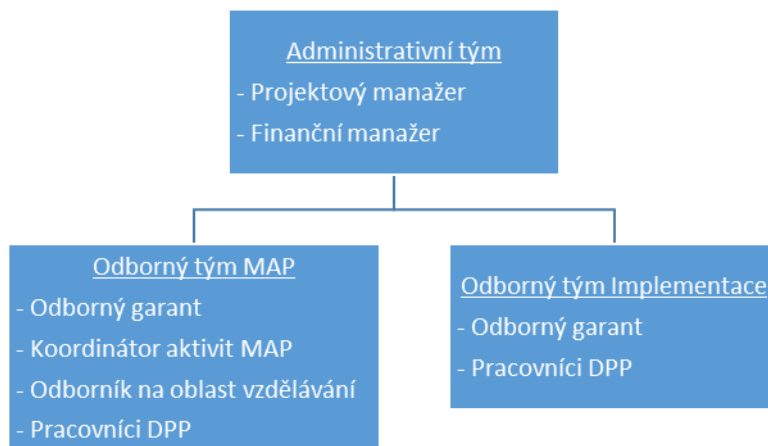 Administrativní tým
- Projektový manažer
- Finanční manažer
Odborný tým MAP
- Odborný garant
- Koordinátor aktivit MAP
- Odborník na oblast vzdělávání
- Pracovníci DPP
Odborný tým Implementace
- Odborný garant
- Pracovníci DPP